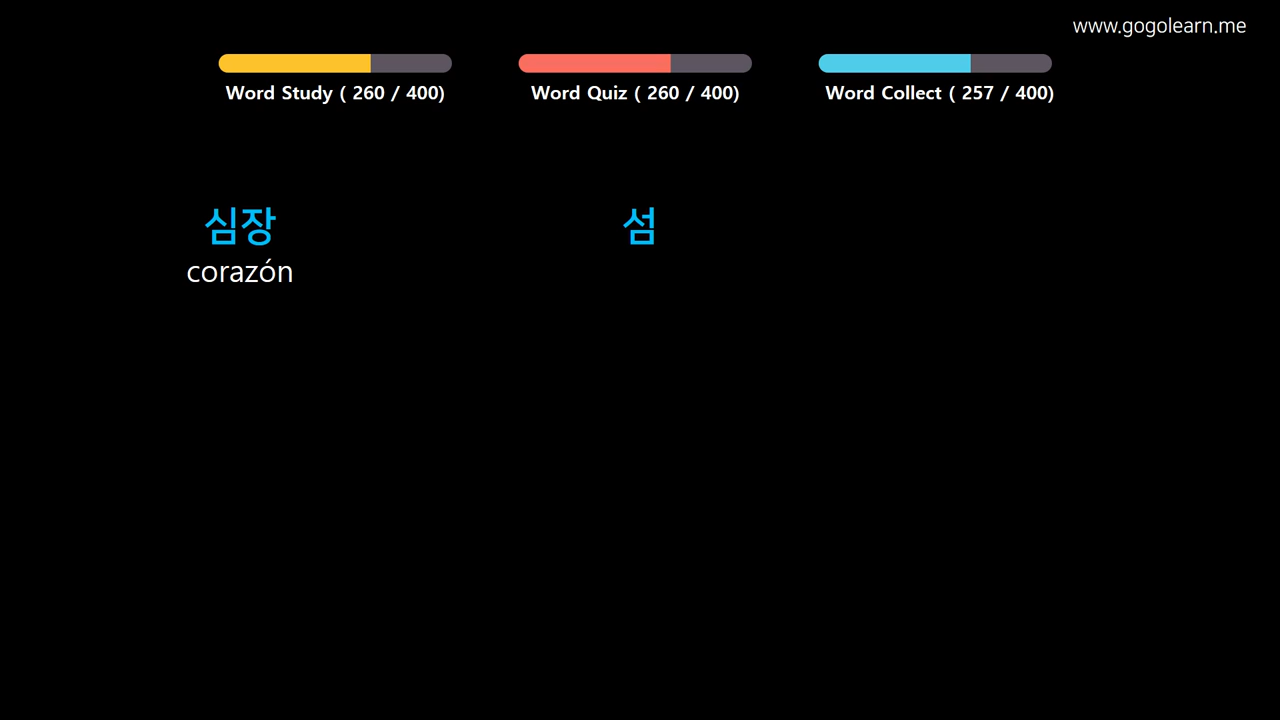 www.gogolearn.me
Word Study ( 260 / 400)
Word Quiz ( 260 / 400)
Word Collect ( 257 / 400)
심장
섬
corazón